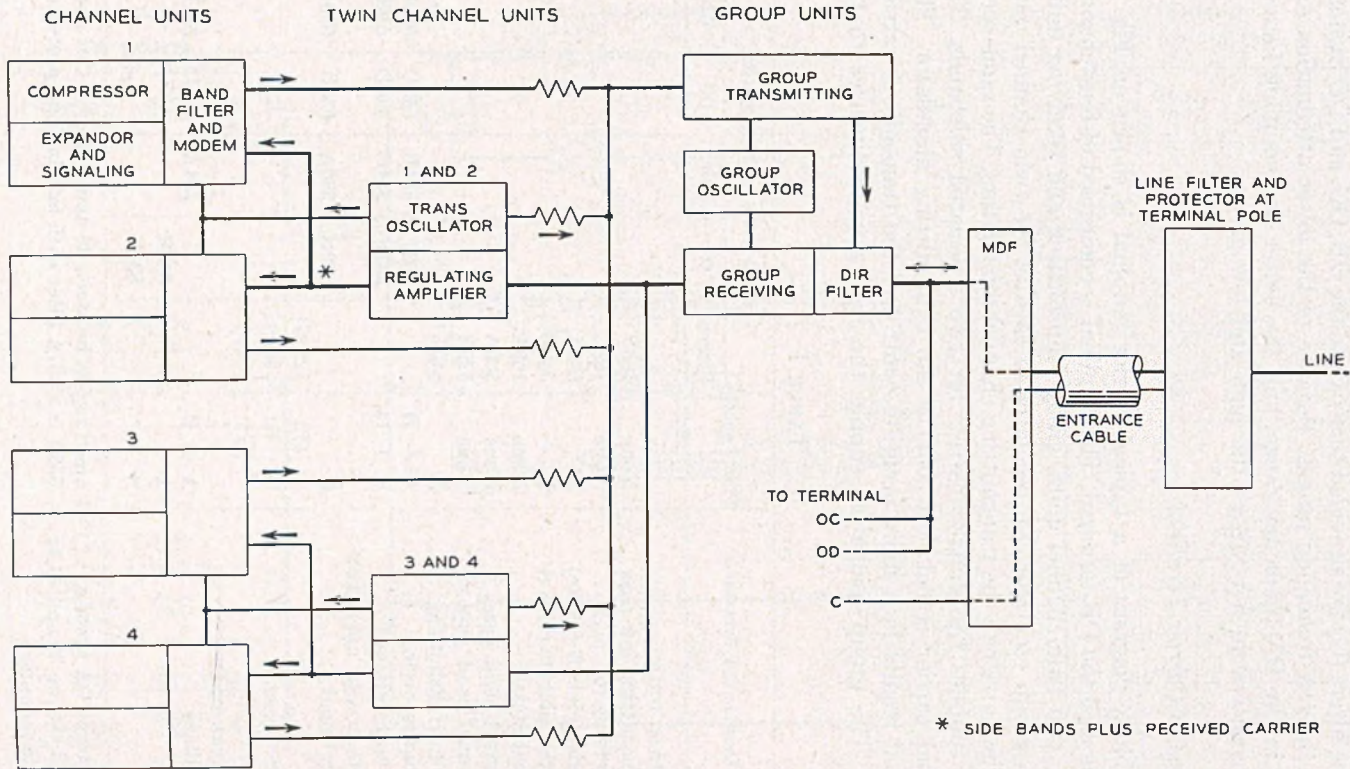 CHANNEL UNITS
TWIN CHANNEL UNITS
GROUP UNITS
1
COMPRESSOR
EXPANDOR
AND
SIGNALING
BAND
FILTER
AND
MODEM
1 AND 2
TRANS
OSCILLATOR
REGULATING
AMPLIFIER
*
2
3
3 AND 4
4
GROUP
TRANSMITTING
GROUP
OSCILLATOR
GROUP
RECEIVING
DIR
FILTER
MDF
LINE FILTER AND
PROTECTOR AT
TERMINAL POLE
LINE
ENTRANCE
CABLE
TO TERMINAL
OC
OD
C
* SIDE BANDS PLUS RECEIVED CARRIER